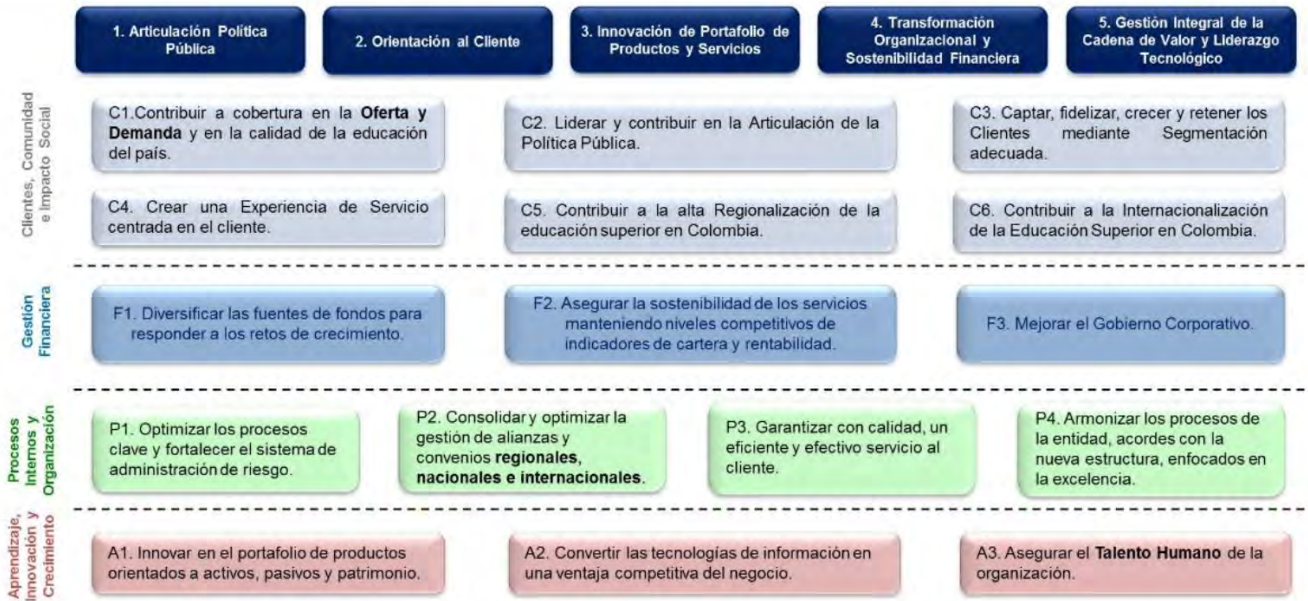 1. Articulación Política
Pública
2. Orientación al Cliente
3. Innovación de Portafolio de
Productos y Servicios
4. Transformación
Organizacional y
Sostenibilidad Financiera
5. Gestión Integral de la
Cadena de Valor y Liderazgo
Tecnológico
Clientes, Comunidad
e Impacto Social
C1.Contribuir a cobertura en la Oferta y
Demanda y en la calidad de la educación
del país.
C2. Liderar y contribuir en la Articulación de la
Política Pública.
C3. Captar, fidelizar, crecer y retener los
Clientes mediante Segmentación
adecuada.
C4. Crear una Experiencia de Servicio
centrada en el cliente.
C5. Contribuir a la alta Regionalización de la
educación superior en Colombia.
C6. Contribuir a la Internacionalización
de la Educación Superior en Colombia.
Gestión
Financiera
F1. Diversificar las fuentes de fondos para
responder a los retos de crecimiento.
F2. Asegurar la sostenibilidad de los servicios
manteniendo niveles competitivos de
indicadores de cartera y rentabilidad.
F3. Mejorar el Gobierno Corporativo.
Procesos
Internos y
Organización
P1. Optimizar los procesos
clave y fortalecer el sistema de
administración de riesgo.
P2. Consolidar y optimizar la
gestión de alianzas y
convenios regionales,
nacionales e internacionales.
P3. Garantizar con calidad, un
eficiente y efectivo servicio al
cliente.
P4. Armonizar los procesos de
la entidad, acordes con la
nueva estructura, enfocados en
la excelencia.
Aprendizaje,
Innovación y
Crecimiento
A1. Innovar en el portafolio de productos
orientados a activos, pasivos y patrimonio.
A2. Convertir las tecnologías de información en
una ventaja competitiva del negocio.
A3. Asegurar el Talento Humano de la
organización.